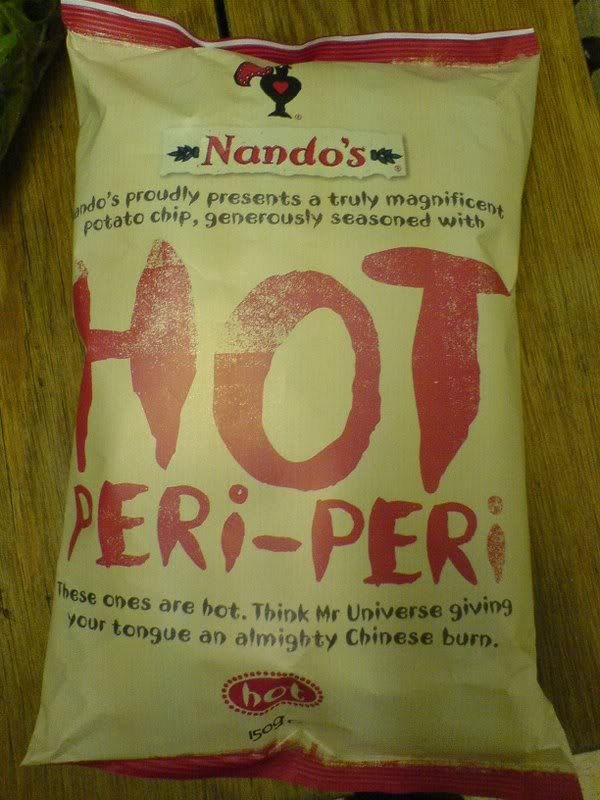 Nando's
ando's proudly presents a truly magnificent
potato chip, generously seasoned with
HOT
PERi-PERi
These ones are hot. Think Mr Universe giving
your tongue an almighty Chinese burn.
hot
150g